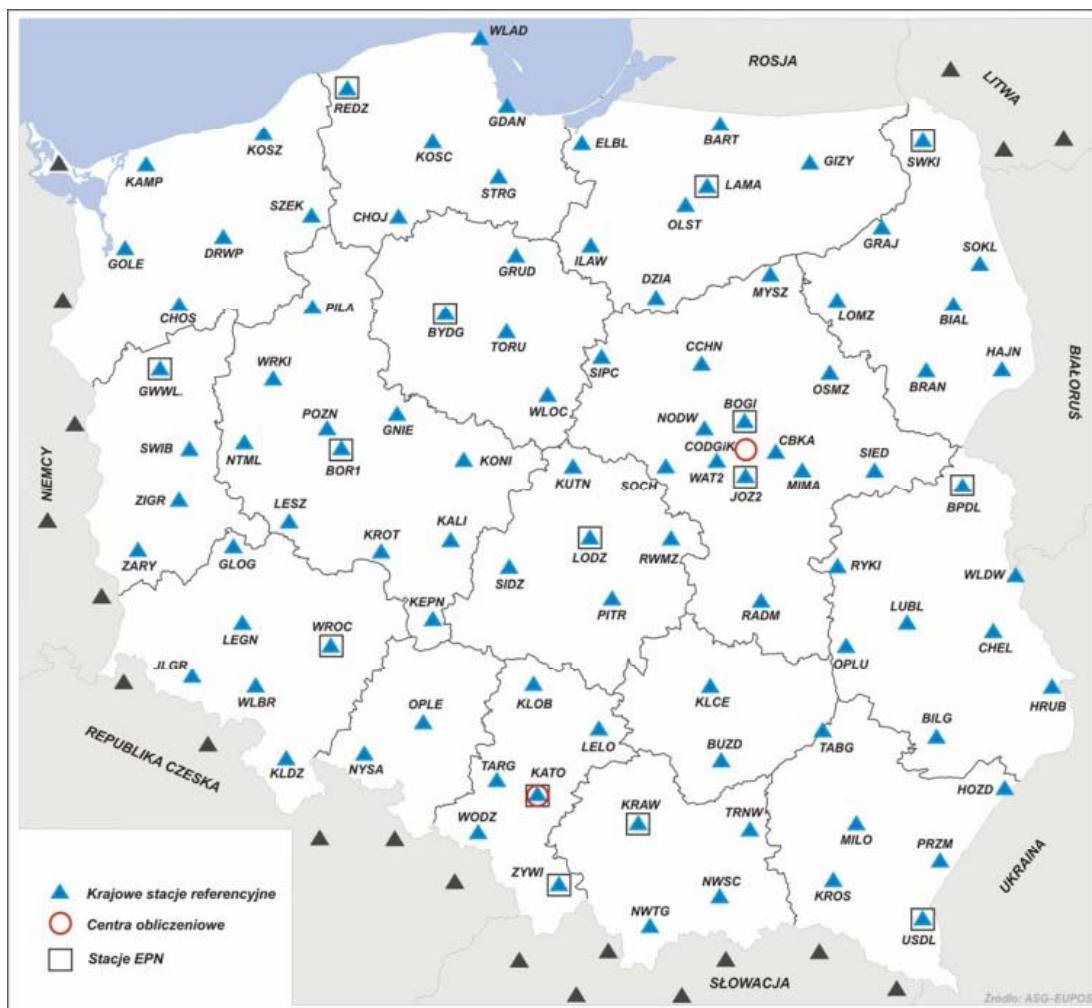 WLAD
ROSJA
LITWA
REDZ
GDAN
KOSZ
KOSC
ELBL
BART
GIZY
SWKI
KAMP
STRG
LAMA
SZEK
CHOJ
OLST
GOLE
DRWP
GRUD
ILAW
GRAJ
SOKL
CHOS
PILA
BYDG
TORU
DZIA
MYSZ
LOMZ
BIAL
GWWL.
WRKI
SIPC
CCHN
OSMZ
BRAN
HAJN
BIAŁORUŚ
WLOC
POZN
GNIE
NODW
BOGI
NIEMCY
SWIB
NTML
BOR1
KONI
CODGiK
CBKA
KUTN
SOCH
WAT2
JOZ2
MIMA
SIED
BPDL
ZIGR
LESZ
KROT
KALI
LODZ
RWMZ
ZARY
GLOG
SIDZ
RYKI
WLDW
KEPN
PITR
RADM
LUBL
LEGN
WROC
OPLU
CHEL
JLGR
WLBR
OPLE
KLOB
KLCE
HRUB
REPUBLIKA CZESKA
KLDZ
NYSA
LELO
BUZD
TABG
BILG
TARG
KATO
HOZD
WODZ
KRAW
TRNW
MILO
PRZM
UKRAINA
ZYWI
NWSC
KROS
NWTG
USDL
SŁOWACJA
Krajowe stacje referencyjne
Centra obliczeniowe
Stacje EPN
Źródło: ASG-EUPOS